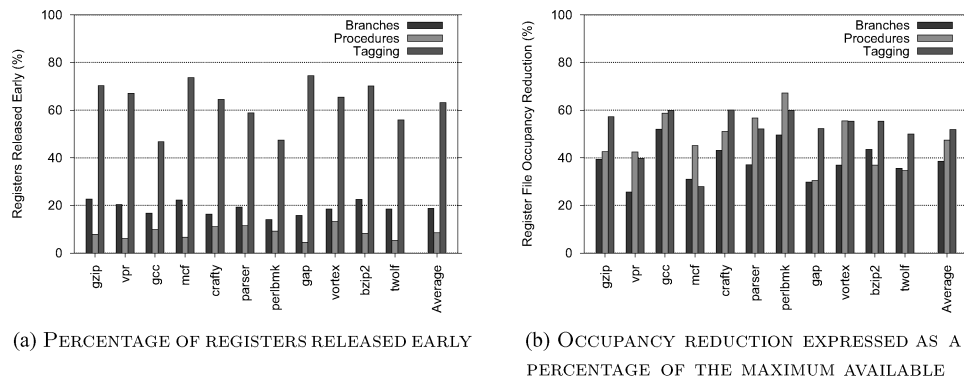 100
80
60
40
20
0
Registers Released Early (%)
Branches
Procedures
Tagging
gzip
vpr
gcc
mcf
crafty
parser
perlbmk
gap
vortex
bzip2
twolf
Average
(a) PERCENTAGE OF REGISTERS RELEASED EARLY
100
80
60
40
20
0
Register File Occupancy Reduction (%)
Branches
Procedures
Tagging
gzip
vpr
gcc
mcf
crafty
parser
perlbmk
gap
vortex
bzip2
twolf
Average
(b) OCCUPANCY REDUCTION EXPRESSED AS A
PERCENTAGE OF THE MAXIMUM AVAILABLE